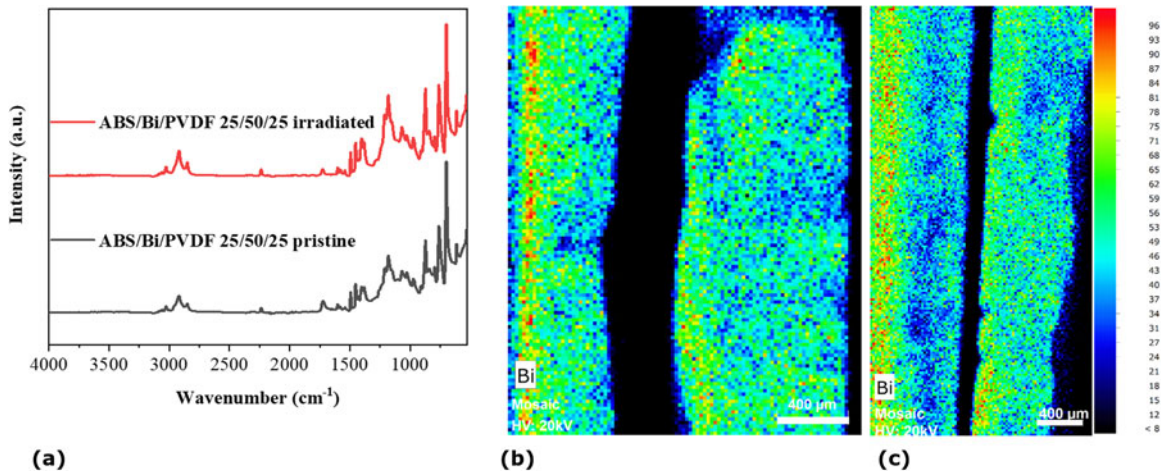 ABS/Bi/PVDF 25/50/25 irradiated
ABS/Bi/PVDF 25/50/25 pristine
Intensity (a.u.)
4000 3500 3000 2500 2000 1500 1000
Wavenumber (cm⁻¹)
(a)
Bi
Mosaic
HV: 20kV
400 µm
(b)
Bi
Mosaic
HV: 20kV
400 µm
(c)
96
93
87
84
81
78
74
71
68
65
62
59
56
53
49
46
43
40
34
31
27
24
21
18
15
12
< 8